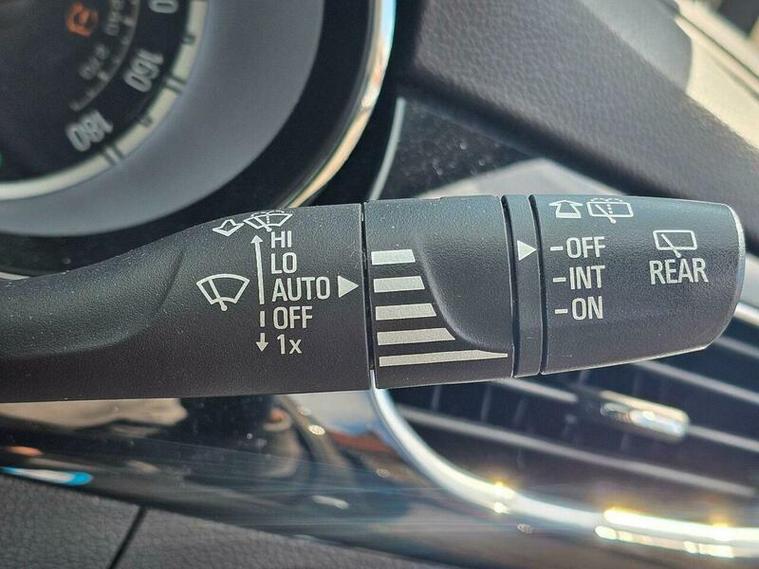 160
180
HI
LO
AUTO
OFF
1x
-OFF
-INT
-ON
REAR